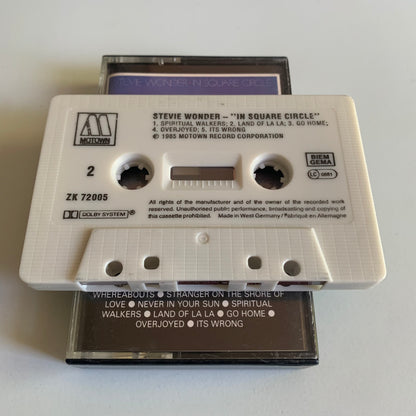 STEVIE WONDER IN SQUARE CIRCLE
MOTOWN
STEVIE WONDER – "IN SQUARE CIRCLE"
1. SPIRITUAL WALKERS; 2. LAND OF LA LA; 3. GO HOME;
4. OVERJOYED; 5. ITS WRONG
℗ 1985 MOTOWN RECORD CORPORATION
2
BIEM
GEMA
LC 0881
ZK 72005
DOLBY SYSTEM®
All rights of the manufacturer and of the owner of the recorded work
reserved. Unauthorised public performance, broadcasting and copying of
this cassette prohibited. Made in West Germany / Fabriqué en Allemagne
WHEREABOUTS ● STRANGER ON THE SHORE OF
LOVE ● NEVER IN YOUR SUN ● SPIRITUAL
WALKERS ● LAND OF LA LA ● GO HOME ●
OVERJOYED ● ITS WRONG